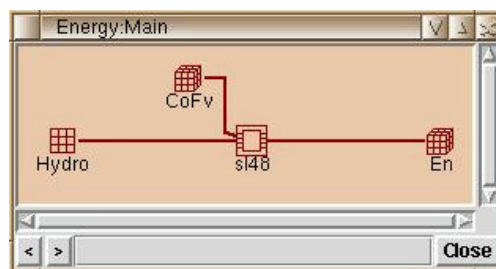 Energy:Main
CoFv
Hydro
sl48
En
< >
Close